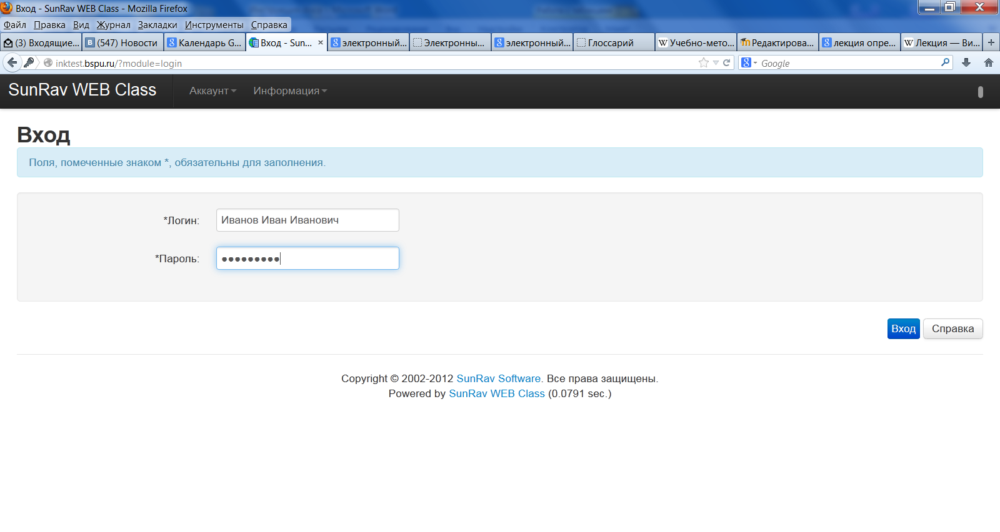 Вход - SunRav WEB Class - Mozilla Firefox
Файл Правка Вид Журнал Закладки Инструменты Справка
(3) Входящие... (547) Новости Календарь G... Вход - Sun... электронный... Электронны... электронный... Глоссарий Учебно-мето... Редактирова... лекция опре... Лекция — Ви...
inktest.bspu.ru/?module=login Google
SunRav WEB Class Аккаунт Информация
Вход
Поля, помеченные знаком *, обязательны для заполнения.
*Логин: Иванов Иван Иванович
*Пароль: ●●●●●●●●●
Вход Справка
Copyright © 2002-2012 SunRav Software. Все права защищены.
Powered by SunRav WEB Class (0.0791 sec.)